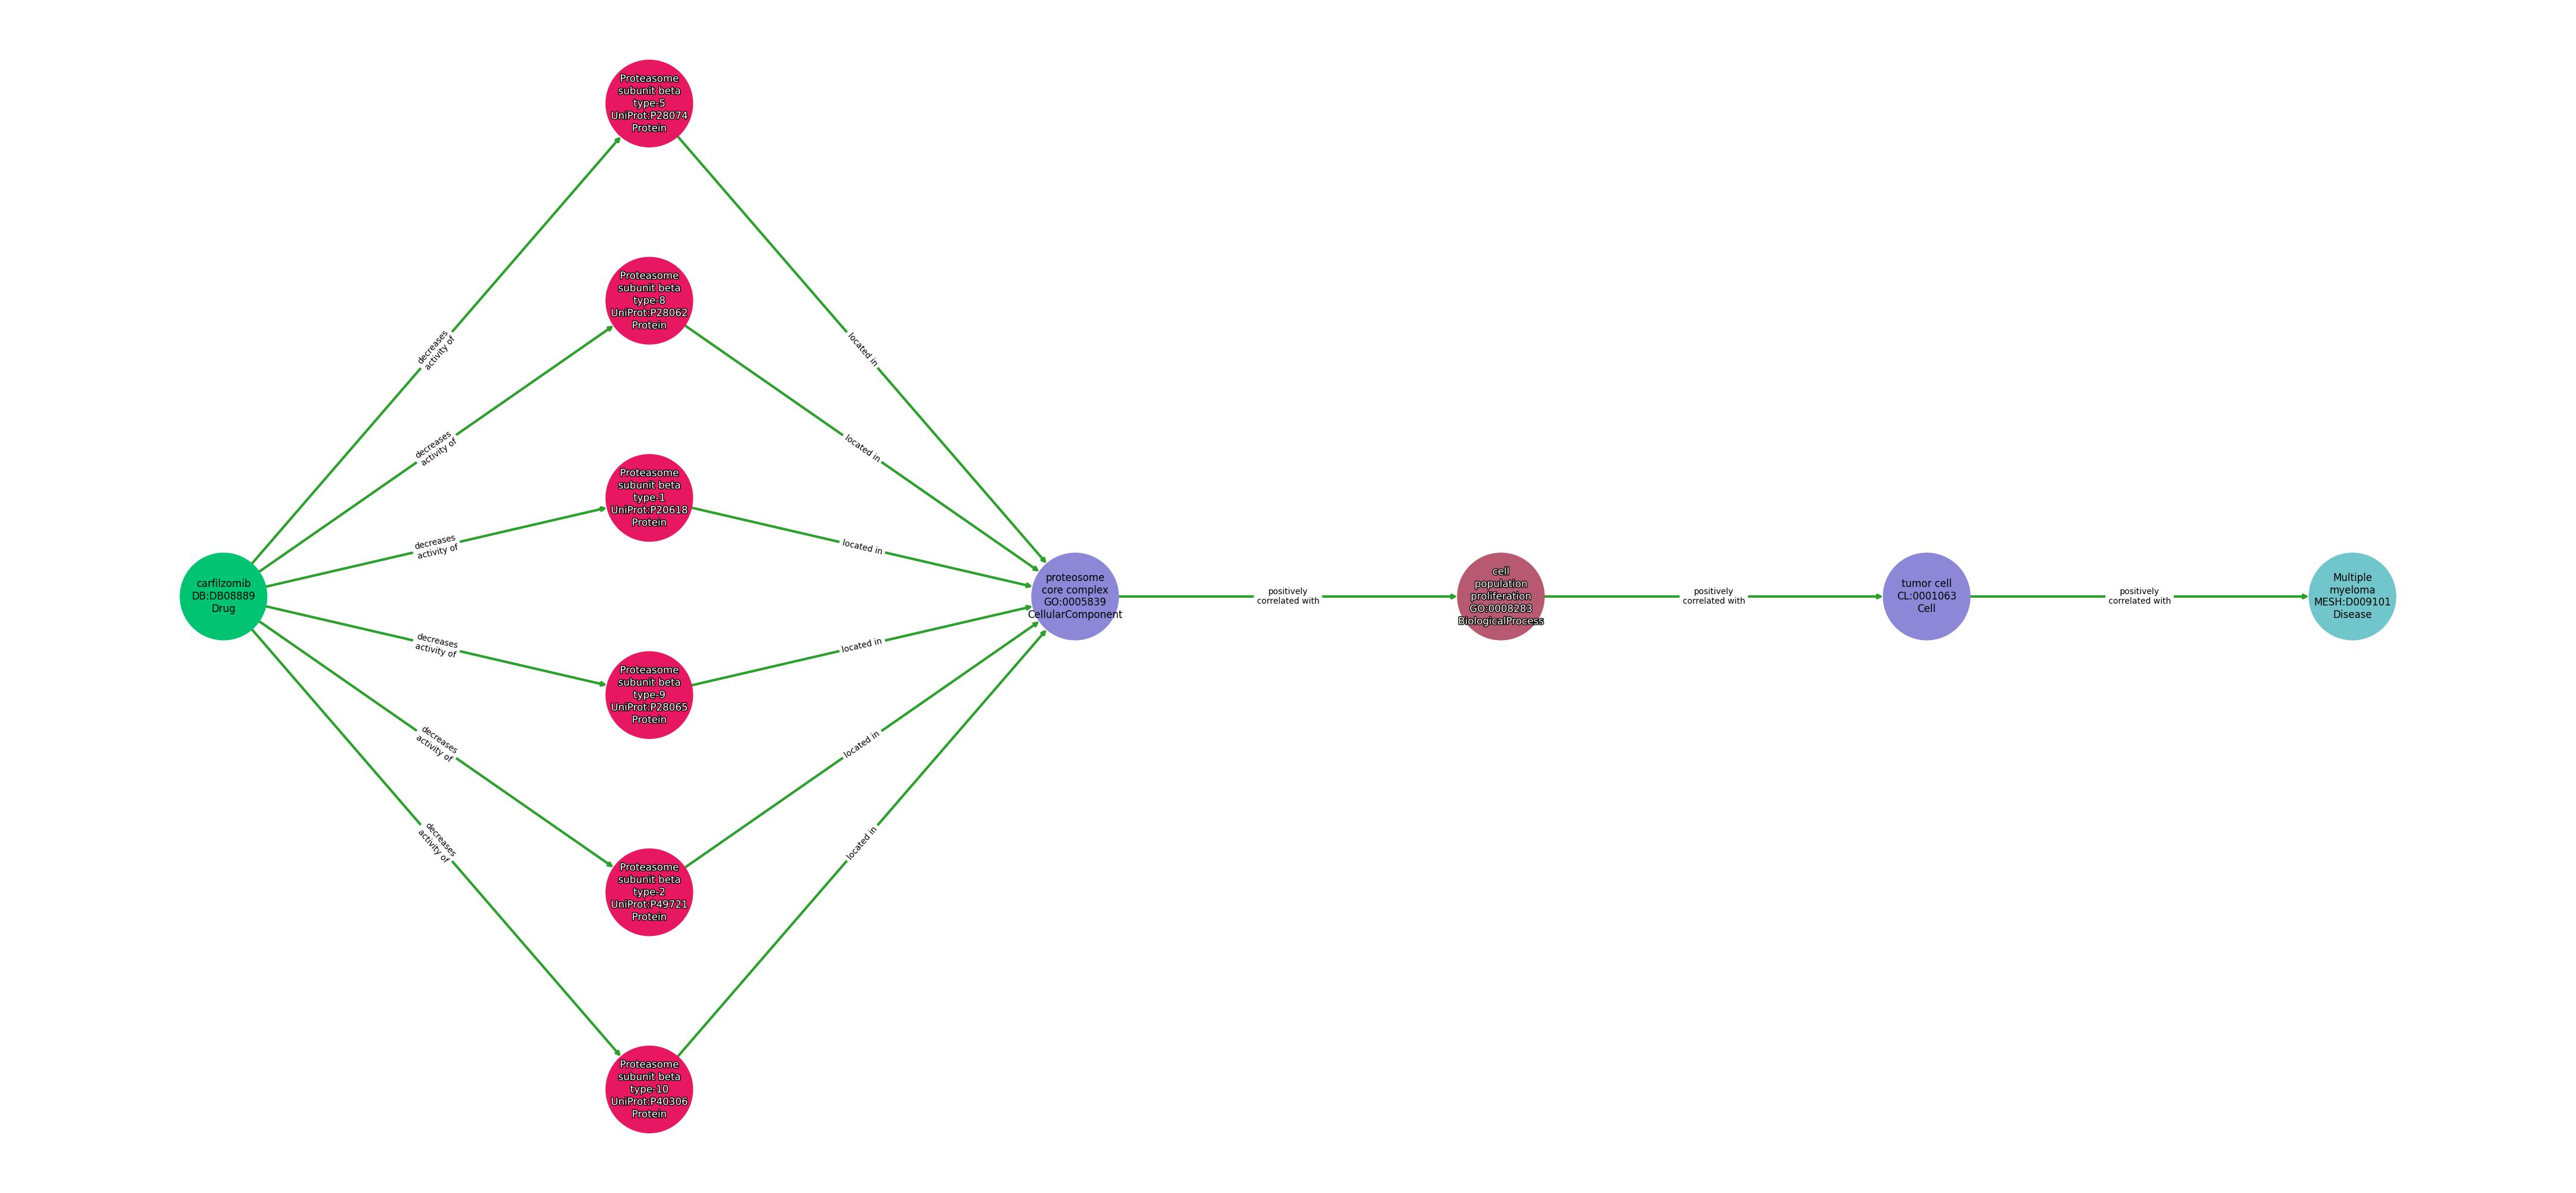 Proteasome
subunit beta
type-5
UniProt:P28074
Protein
Proteasome
subunit beta
type-8
UniProt:P28062
Protein
decreases
activity of
located in
decreases
activity of
located in
Proteasome
subunit beta
type-1
UniProt:P20618
Protein
decreases
activity of
located in
carfilzomib
DB:DB08889
Drug
proteosome
core complex
GO:0005839
CellularComponent
positively
correlated with
cell
population
proliferation
GO:0008283
BiologicalProcess
positively
correlated with
tumor cell
CL:0001063
Cell
positively
correlated with
Multiple
myeloma
MESH:D009101
Disease
decreases
activity of
located in
Proteasome
subunit beta
type-9
UniProt:P28065
Protein
decreases
activity of
located in
decreases
activity of
located in
Proteasome
subunit beta
type-2
UniProt:P49721
Protein
Proteasome
subunit beta
type-10
UniProt:P40306
Protein